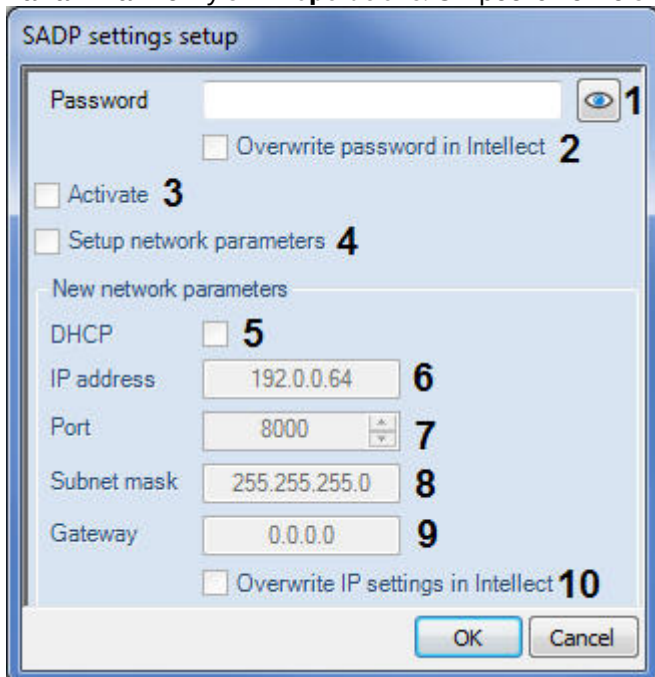 SADP settings setup
Password 1
Overwrite password in Intellect 2
Activate 3
Setup network parameters 4
New network parameters
DHCP 5
IP address 192.0.0.64 6
Port 8000 7
Subnet mask 255.255.255.0 8
Gateway 0.0.0.0 9
Overwrite IP settings in Intellect 10
OK Cancel